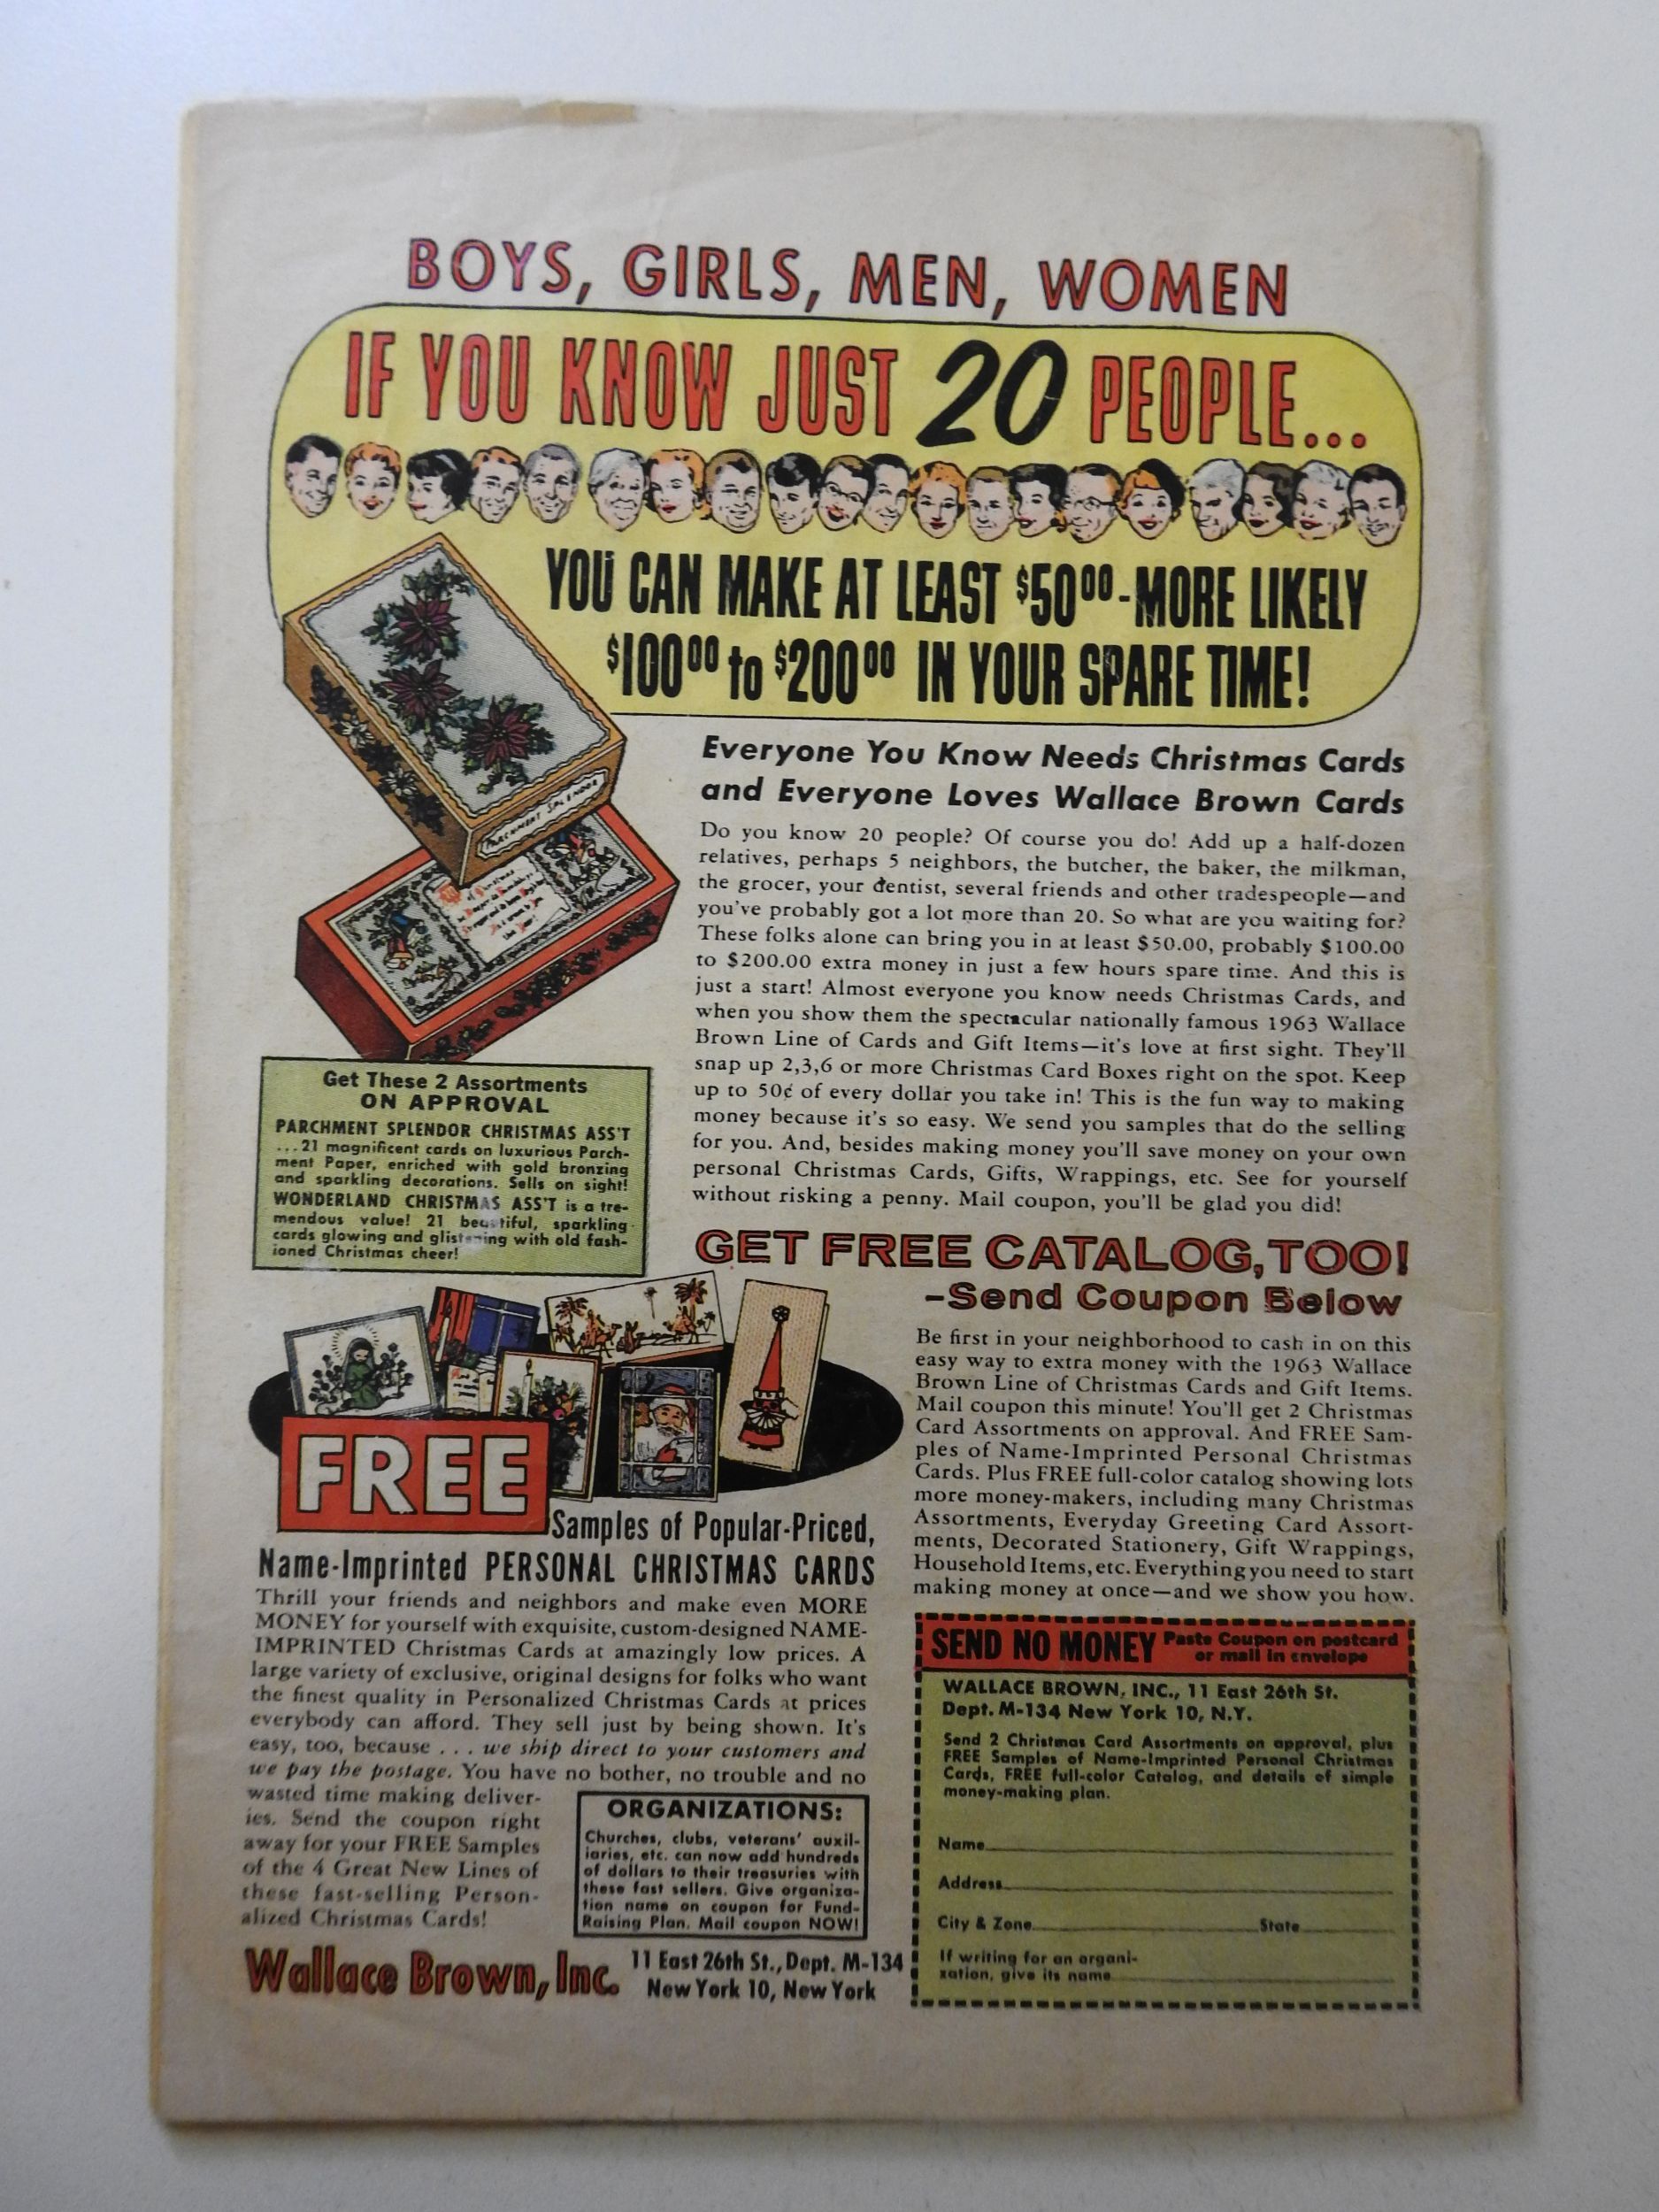 BOYS, GIRLS, MEN, WOMEN
IF YOU KNOW JUST 20 PEOPLE...
YOU CAN MAKE AT LEAST $50⁰⁰-MORE LIKELY
$100⁰⁰ to $200⁰⁰ IN YOUR SPARE TIME!
PARCHMENT SPLENDOR
Everyone You Know Needs Christmas Cards
and Everyone Loves Wallace Brown Cards
Do you know 20 people? Of course you do! Add up a half-dozen
relatives, perhaps 5 neighbors, the butcher, the baker, the milkman,
the grocer, your dentist, several friends and other tradespeople—and
you've probably got a lot more than 20. So what are you waiting for?
These folks alone can bring you in at least $50.00, probably $100.00
to $200.00 extra money in just a few hours spare time. And this is
just a start! Almost everyone you know needs Christmas Cards, and
when you show them the spectacular nationally famous 1963 Wallace
Brown Line of Cards and Gift Items—it's love at first sight. They'll
snap up 2,3,6 or more Christmas Card Boxes right on the spot. Keep
up to 50¢ of every dollar you take in! This is the fun way to making
money because it's so easy. We send you samples that do the selling
for you. And, besides making money you'll save money on your own
personal Christmas Cards, Gifts, Wrappings, etc. See for yourself
without risking a penny. Mail coupon, you'll be glad you did!
Get These 2 Assortments
ON APPROVAL
PARCHMENT SPLENDOR CHRISTMAS ASS'T
...21 magnificent cards on luxurious Parch-
ment Paper, enriched with gold bronzing
and sparkling decorations. Sells on sight!
WONDERLAND CHRISTMAS ASS'T is a tre-
mendous value! 21 beautiful, sparkling
cards glowing and glistening with old fash-
ioned Christmas cheer!
GET FREE CATALOG, TOO!
-Send Coupon Below
Be first in your neighborhood to cash in on this
easy way to extra money with the 1963 Wallace
Brown Line of Christmas Cards and Gift Items.
Mail coupon this minute! You'll get 2 Christmas
Card Assortments on approval. And FREE Sam-
ples of Name-Imprinted Personal Christmas
Cards. Plus FREE full-color catalog showing lots
more money-makers, including many Christmas
Assortments, Everyday Greeting Card Assort-
ments, Decorated Stationery, Gift Wrappings,
Household Items, etc. Everything you need to start
making money at once—and we show you how.
FREE
Samples of Popular-Priced,
Name-Imprinted PERSONAL CHRISTMAS CARDS
Thrill your friends and neighbors and make even MORE
MONEY for yourself with exquisite, custom-designed NAME-
IMPRINTED Christmas Cards at amazingly low prices. A
large variety of exclusive, original designs for folks who want
the finest quality in Personalized Christmas Cards at prices
everybody can afford. They sell just by being shown. It's
easy, too, because . . . we ship direct to your customers and
we pay the postage. You have no bother, no trouble and no
wasted time making deliver-
ies. Send the coupon right
away for your FREE Samples
of the 4 Great New Lines of
these fast-selling Person-
alized Christmas Cards!
ORGANIZATIONS:
Churches, clubs, veterans' auxil-
iaries, etc. can now add hundreds
of dollars to their treasuries with
these fast sellers. Give organiza-
tion name on coupon for Fund-
Raising Plan. Mail coupon NOW!
Wallace Brown, Inc. 11 East 26th St., Dept. M-134
New York 10, New York
SEND NO MONEY Paste Coupon on postcard
or mail in envelope
WALLACE BROWN, INC., 11 East 26th St.
Dept. M-134 New York 10, N.Y.
Send 2 Christmas Card Assortments on approval, plus
FREE Samples of Name-Imprinted Personal Christmas
Cards, FREE full-color Catalog, and details of simple
money-making plan.
Name
Address
City & Zone State
If writing for an organi-
zation, give its name